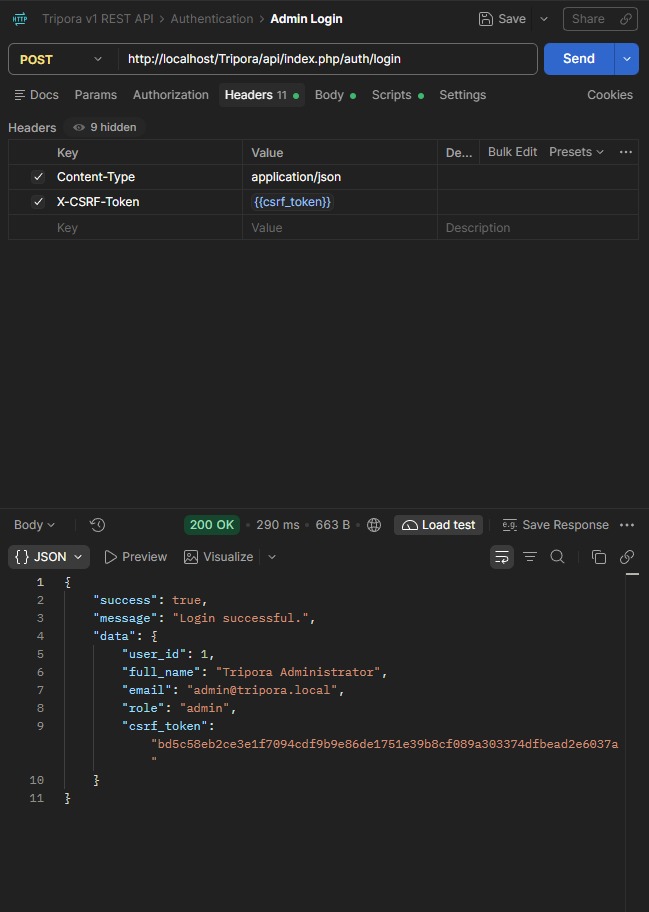 HTTP Tripora v1 REST API > Authentication > Admin Login Save Share
POST http://localhost/Tripora/api/index.php/auth/login Send
Docs Params Authorization Headers 11 Body Scripts Settings Cookies
Headers 9 hidden
Key Value De... Bulk Edit Presets ...
Content-Type application/json
X-CSRF-Token {{csrf_token}}
Key Value Description
Body 200 OK • 290 ms • 663 B • Load test e.g. Save Response ...
{} JSON Preview Visualize
1 {
2 "success": true,
3 "message": "Login successful.",
4 "data": {
5 "user_id": 1,
6 "full_name": "Tripora Administrator",
7 "email": "admin@tripora.local",
8 "role": "admin",
9 "csrf_token":
"bd5c58eb2ce3e1f7094cdf9b9e86de1751e39b8cf089a303374dfbead2e6037a
"
10 }
11 }